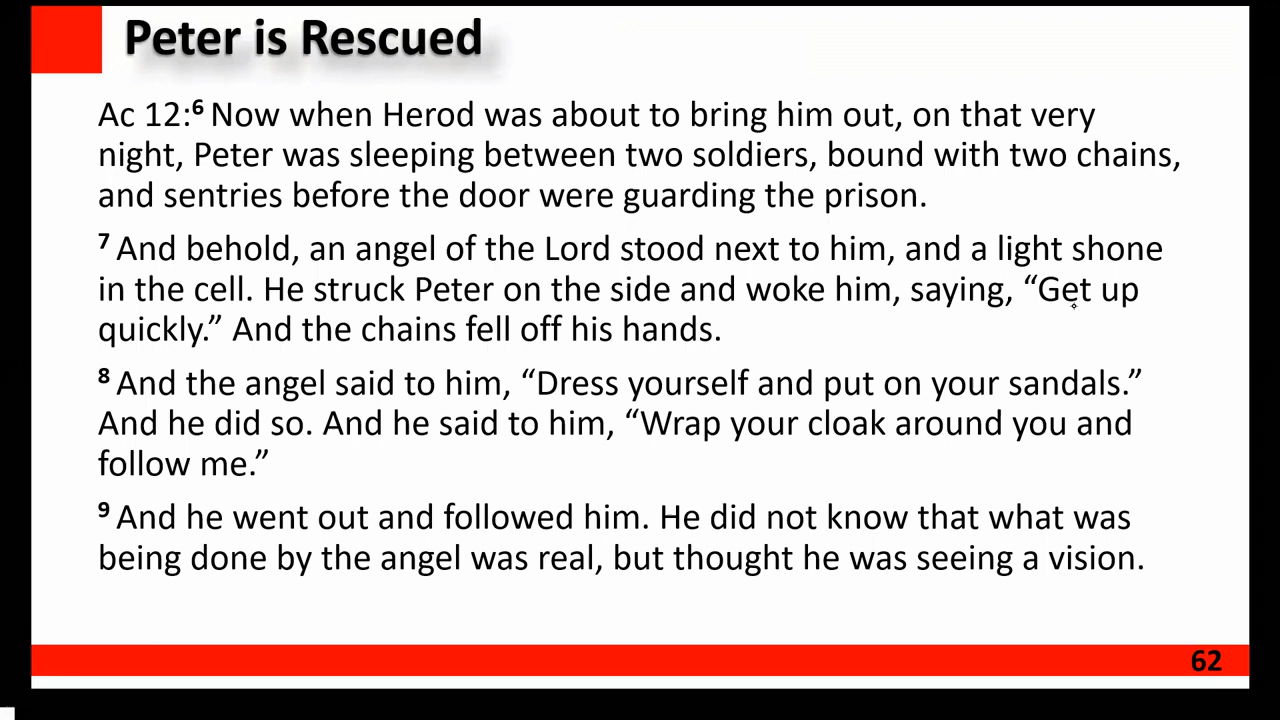 Peter is Rescued
Ac 12:⁶ Now when Herod was about to bring him out, on that very
night, Peter was sleeping between two soldiers, bound with two chains,
and sentries before the door were guarding the prison.
⁷ And behold, an angel of the Lord stood next to him, and a light shone
in the cell. He struck Peter on the side and woke him, saying, “Get up
quickly.” And the chains fell off his hands.
⁸ And the angel said to him, “Dress yourself and put on your sandals.”
And he did so. And he said to him, “Wrap your cloak around you and
follow me.”
⁹ And he went out and followed him. He did not know that what was
being done by the angel was real, but thought he was seeing a vision.
62